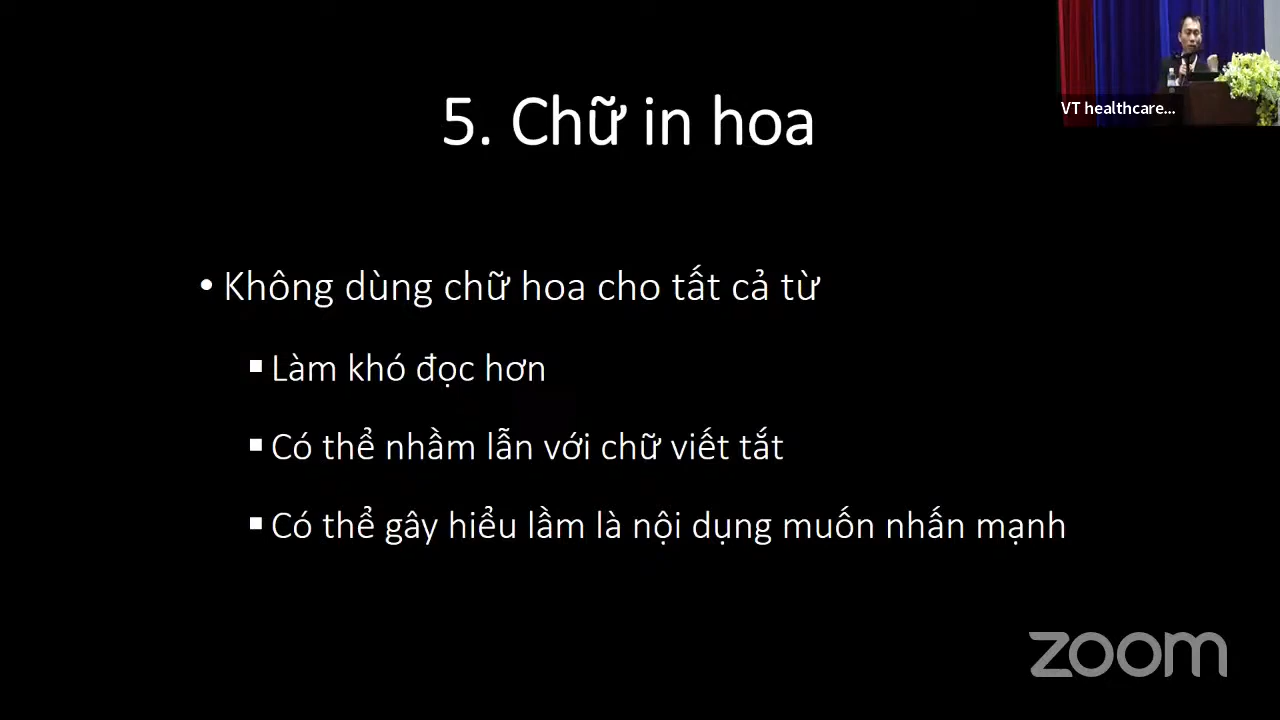 VT healthcare...
5. Chữ in hoa
• Không dùng chữ hoa cho tất cả từ
▪ Làm khó đọc hơn
▪ Có thể nhầm lẫn với chữ viết tắt
▪ Có thể gây hiểu lầm là nội dụng muốn nhấn mạnh
zoom